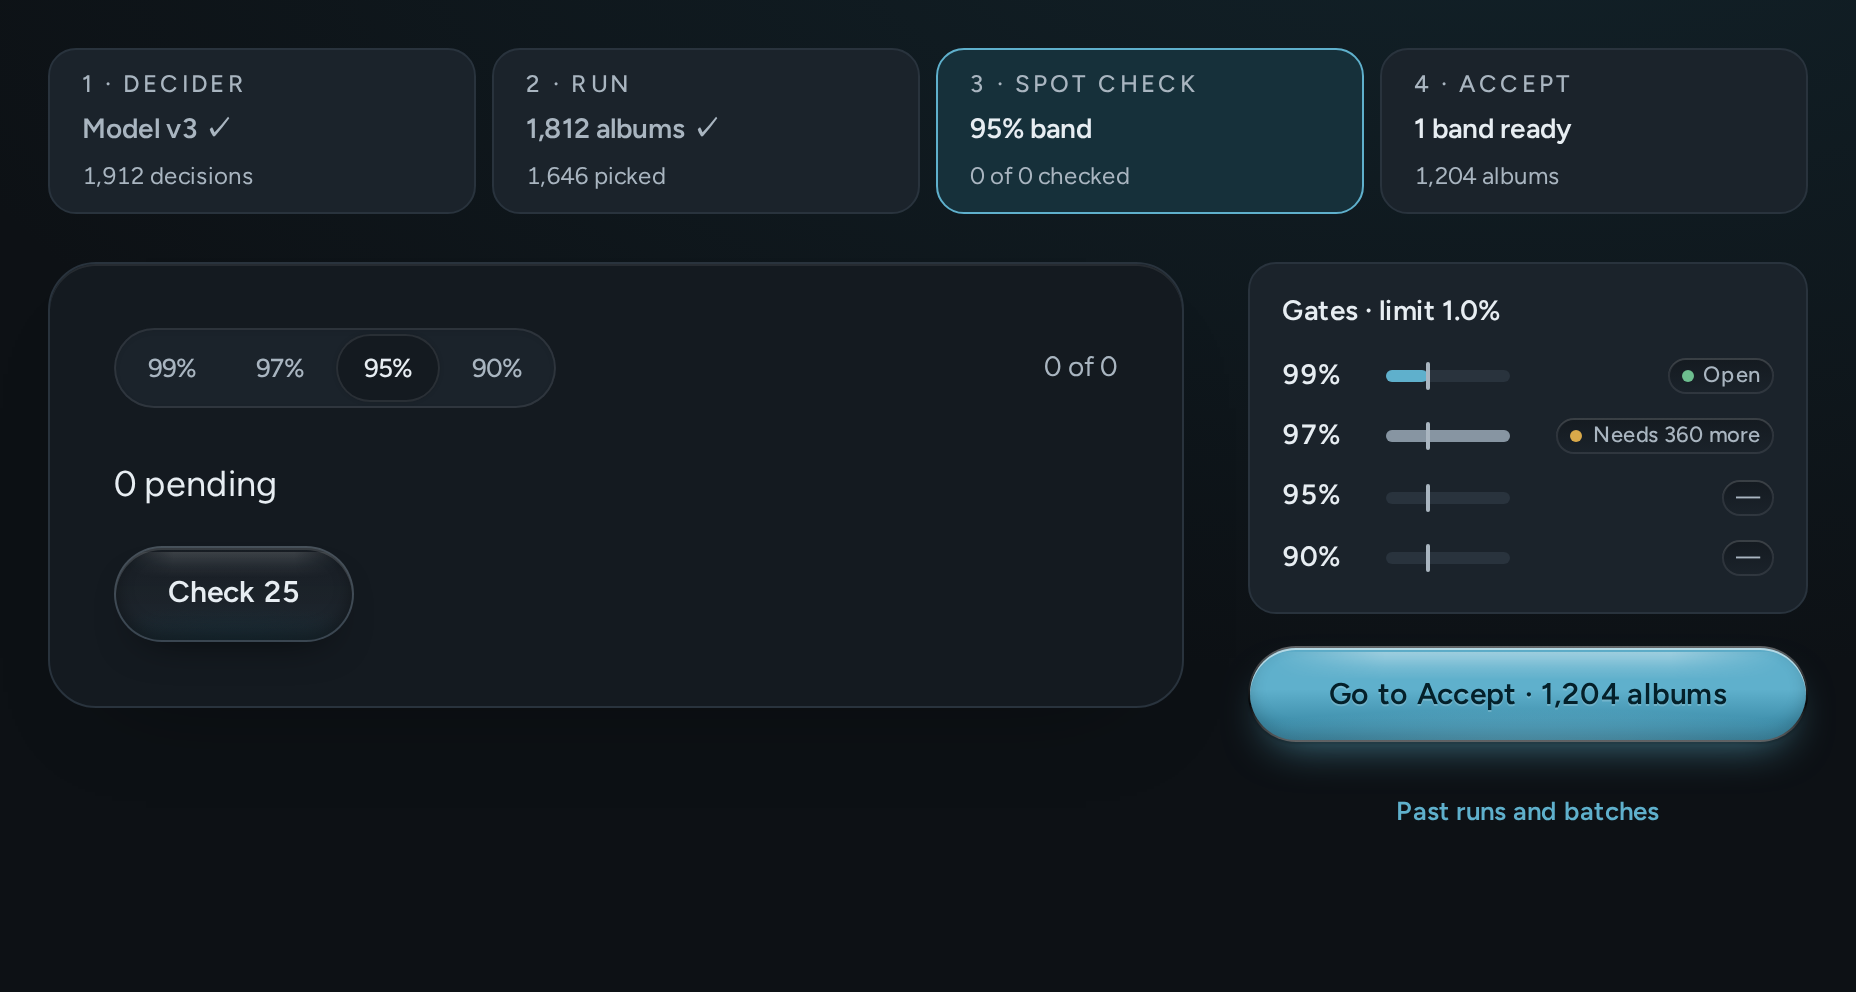 1 · DECIDER
Model v3 ✓
1,912 decisions
2 · RUN
1,812 albums ✓
1,646 picked
3 · SPOT CHECK
95% band
0 of 0 checked
4 · ACCEPT
1 band ready
1,204 albums
99% 97% 95% 90%
0 of 0
0 pending
Check 25
Gates · limit 1.0%
99% Open
97% Needs 360 more
95% —
90% —
Go to Accept · 1,204 albums
Past runs and batches